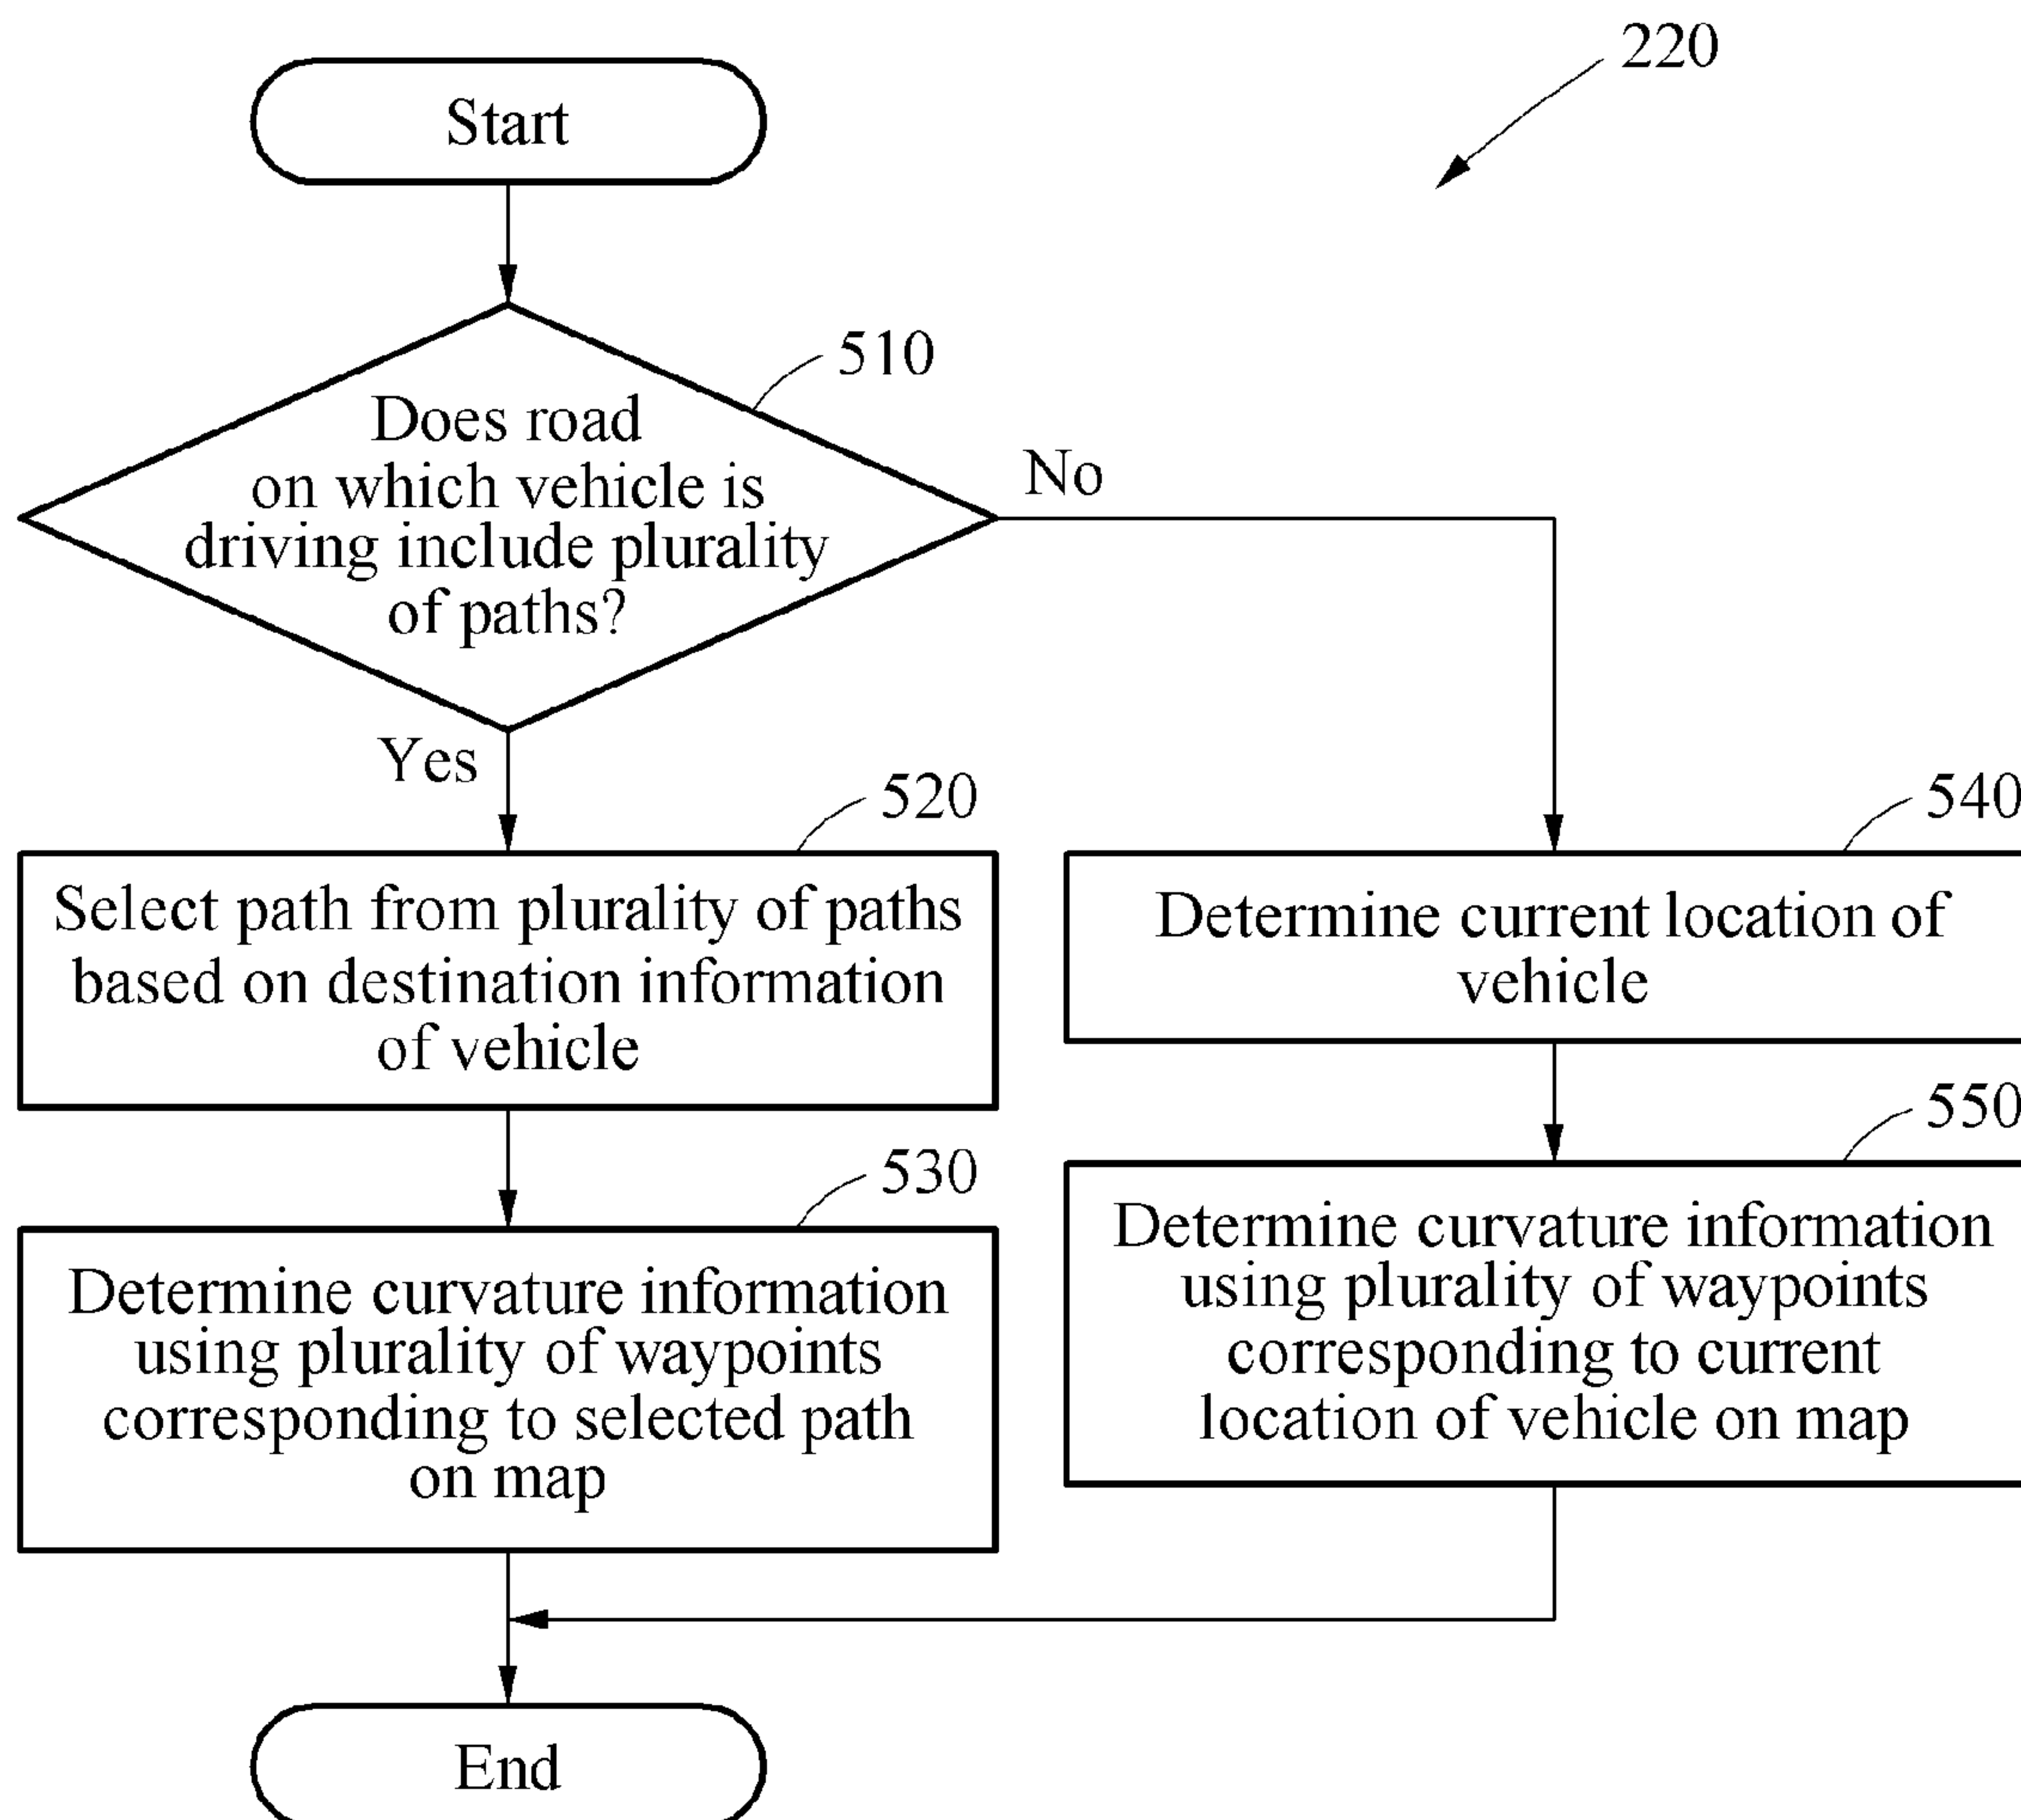 220
Start
510
Does road
on which vehicle is
driving include plurality
of paths?
No
Yes
520
Select path from plurality of paths
based on destination information
of vehicle
540
Determine current location of
vehicle
530
Determine curvature information
using plurality of waypoints
corresponding to selected path
on map
550
Determine curvature information
using plurality of waypoints
corresponding to current
location of vehicle on map
End